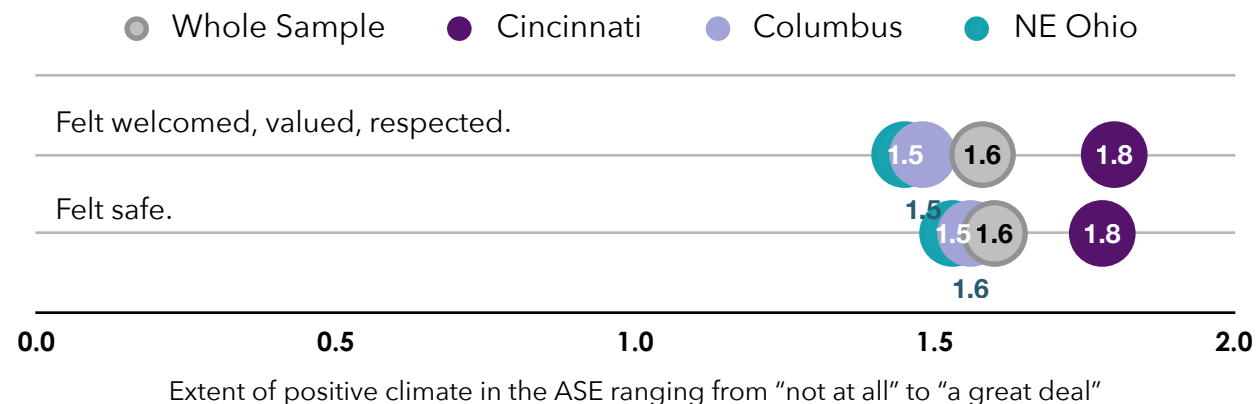 Whole Sample Cincinnati Columbus NE Ohio
Felt welcomed, valued, respected.
1.5 1.6 1.8
1.5
Felt safe.
1.5 1.6 1.8
1.6
0.0 0.5 1.0 1.5 2.0
Extent of positive climate in the ASE ranging from “not at all” to “a great deal”